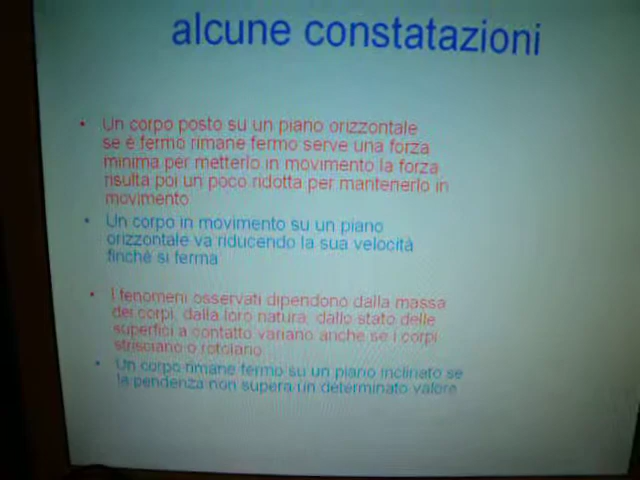 alcune constatazioni
• Un corpo posto su un piano orizzontale
se è fermo rimane fermo serve una forza
minima per metterlo in movimento la forza
risulta poi un poco ridotta per mantenerlo in
movimento
• Un corpo in movimento su un piano
orizzontale va riducendo la sua velocità
finchè si ferma
• I fenomeni osservati dipendono dalla massa
dei corpi, dalla loro natura, dallo stato delle
superfici a contatto variano anche se i corpi
strisciano o rotolano
• Un corpo rimane fermo su un piano inclinato se
la pendenza non supera un determinato valore